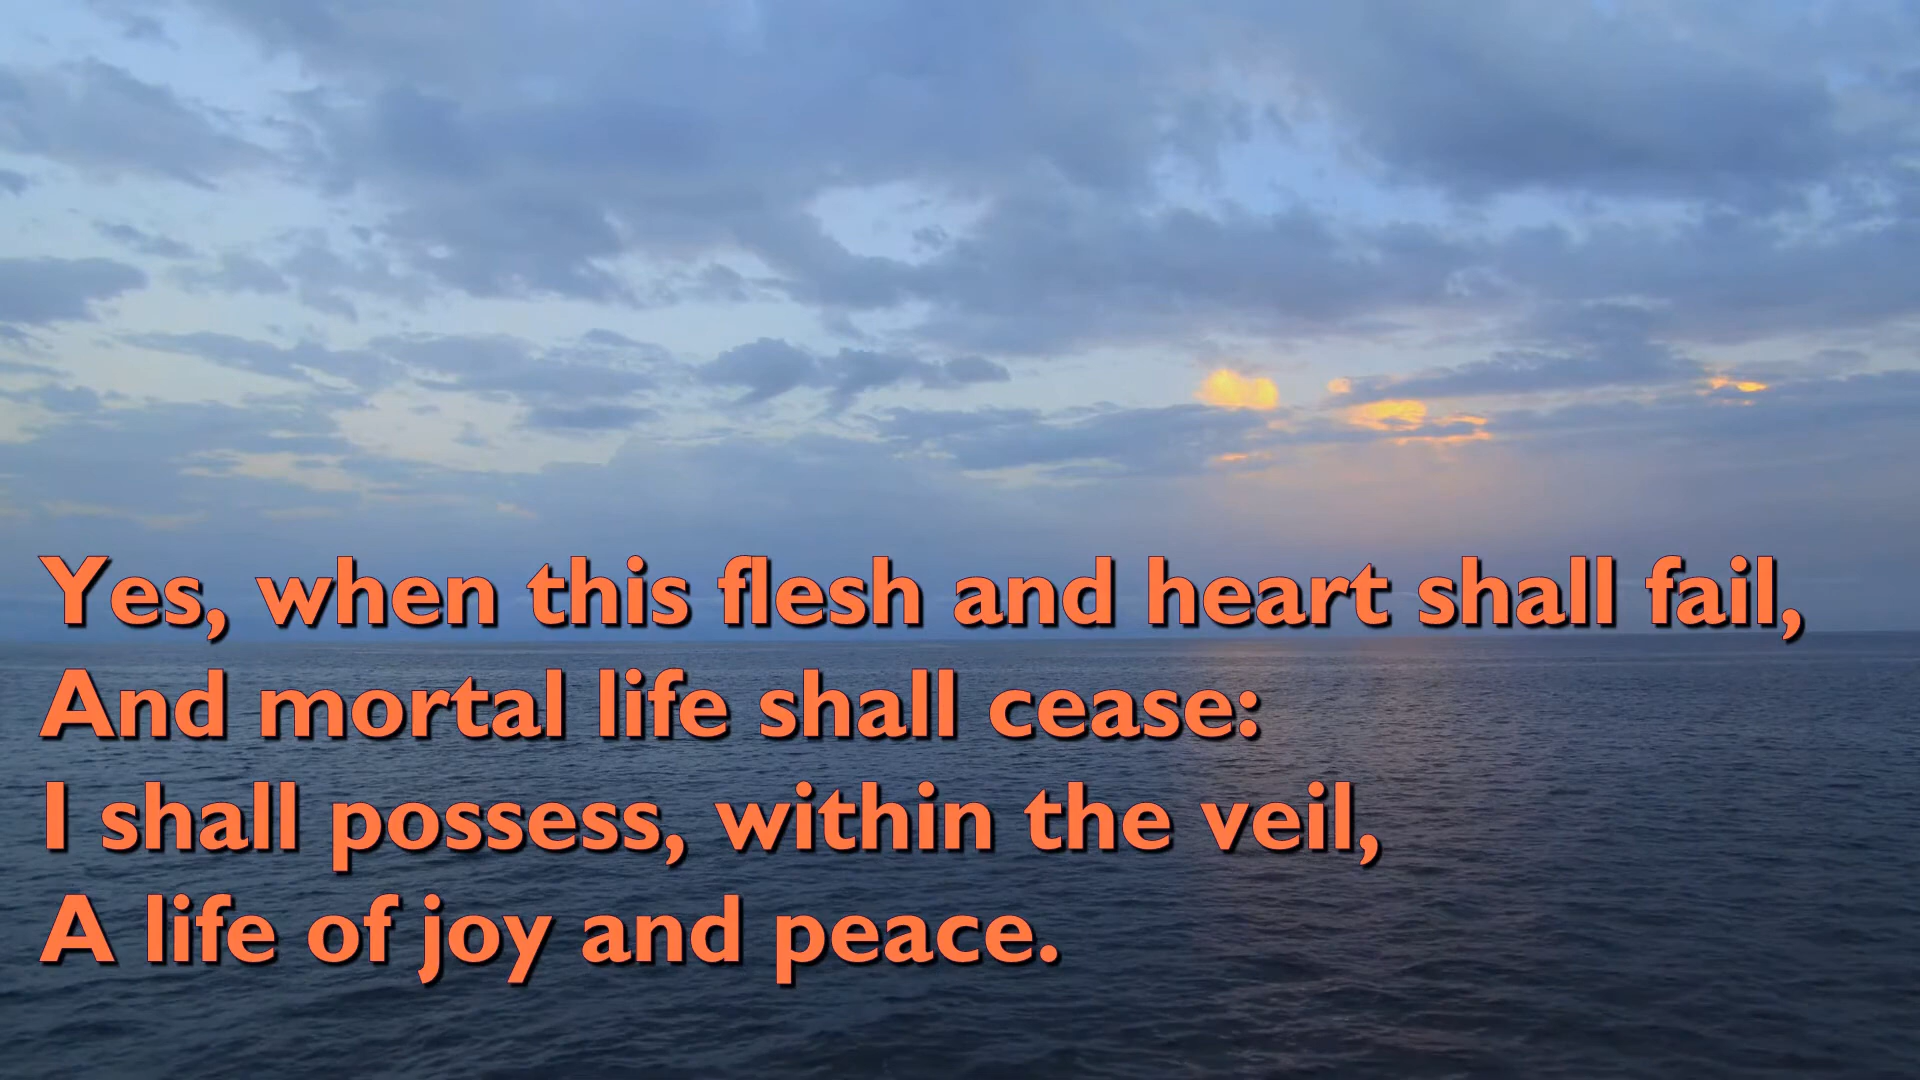 Yes, when this flesh and heart shall fail,
And mortal life shall cease:
I shall possess, within the veil,
A life of joy and peace.